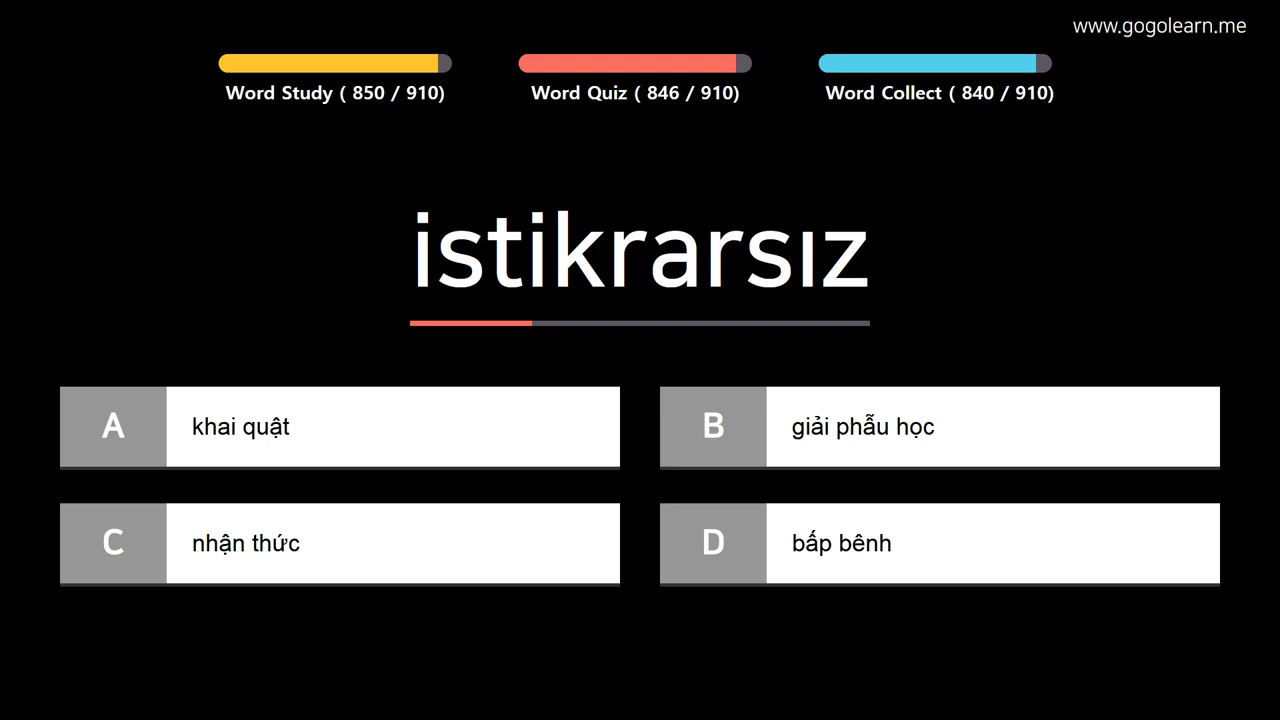 www.gogolearn.me
Word Study ( 850 / 910)
Word Quiz ( 846 / 910)
Word Collect ( 840 / 910)
istikrarsız
A khai quật
B giải phẫu học
C nhận thức
D bấp bênh